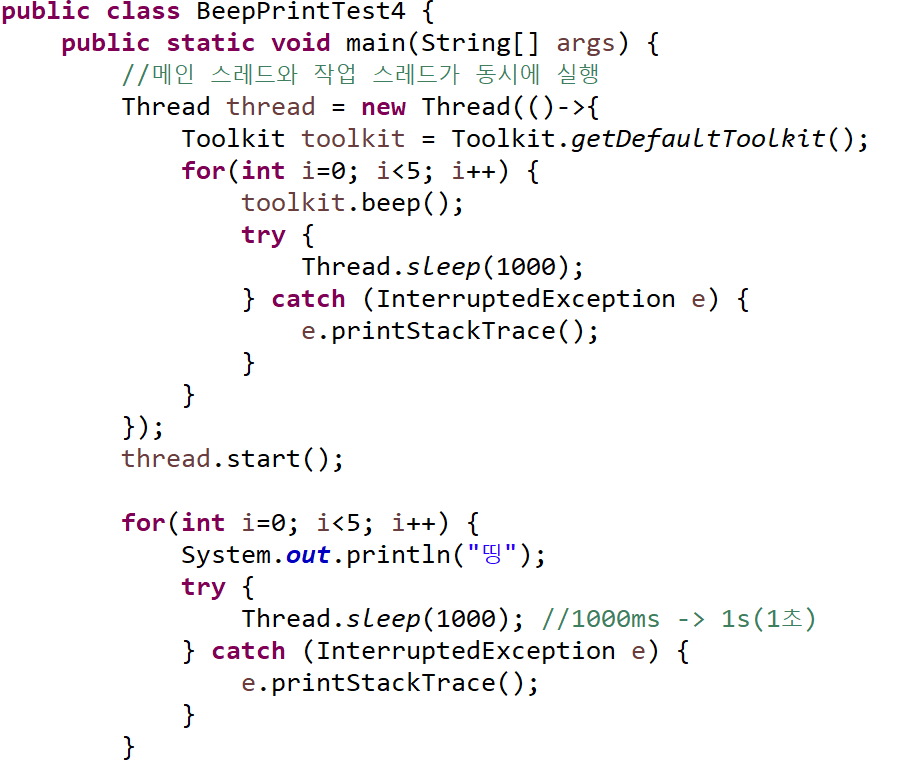 public class BeepPrintTest4 {
    public static void main(String[] args) {
        //메인 스레드와 작업 스레드가 동시에 실행
        Thread thread = new Thread(()->{
            Toolkit toolkit = Toolkit.getDefaultToolkit();
            for(int i=0; i<5; i++) {
                toolkit.beep();
                try {
                    Thread.sleep(1000);
                } catch (InterruptedException e) {
                    e.printStackTrace();
                }
            }
        });
        thread.start();

        for(int i=0; i<5; i++) {
            System.out.println("띵");
            try {
                Thread.sleep(1000); //1000ms -> 1s(1초)
            } catch (InterruptedException e) {
                e.printStackTrace();
            }
        }